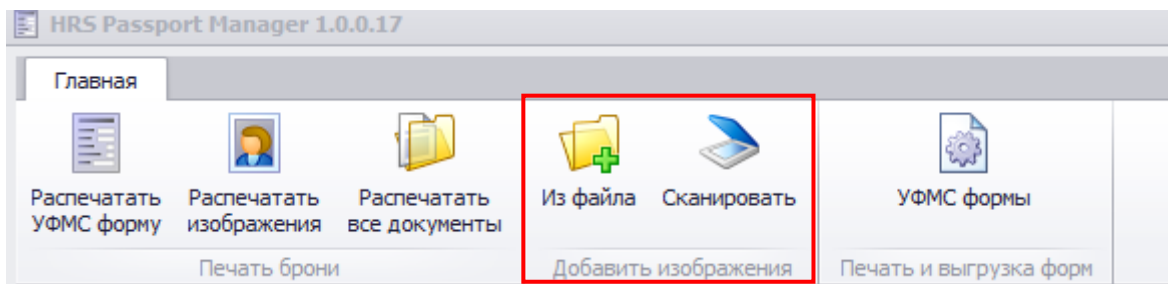 HRS Passport Manager 1.0.0.17
Главная
Распечатать УФМС форму
Распечатать изображения
Распечатать все документы
Из файла
Сканировать
УФМС формы
Печать брони
Добавить изображения
Печать и выгрузка форм